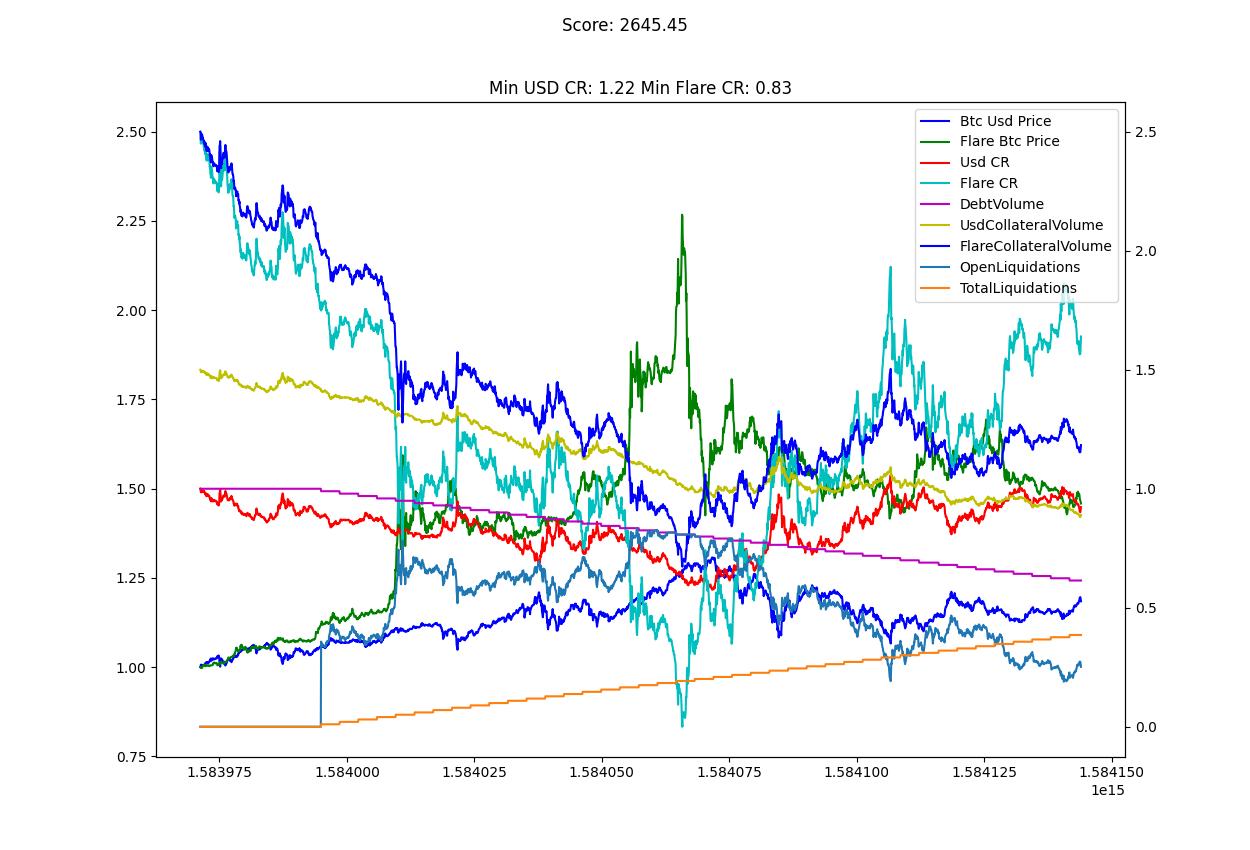 Score: 2645.45
Min USD CR: 1.22 Min Flare CR: 0.83
2.50
2.25
2.00
1.75
1.50
1.25
1.00
0.75
2.5
2.0
1.5
1.0
0.5
0.0
Btc Usd Price
Flare Btc Price
Usd CR
Flare CR
DebtVolume
UsdCollateralVolume
FlareCollateralVolume
OpenLiquidations
TotalLiquidations
1.583975 1.584000 1.584025 1.584050 1.584075 1.584100 1.584125 1.584150
1e15